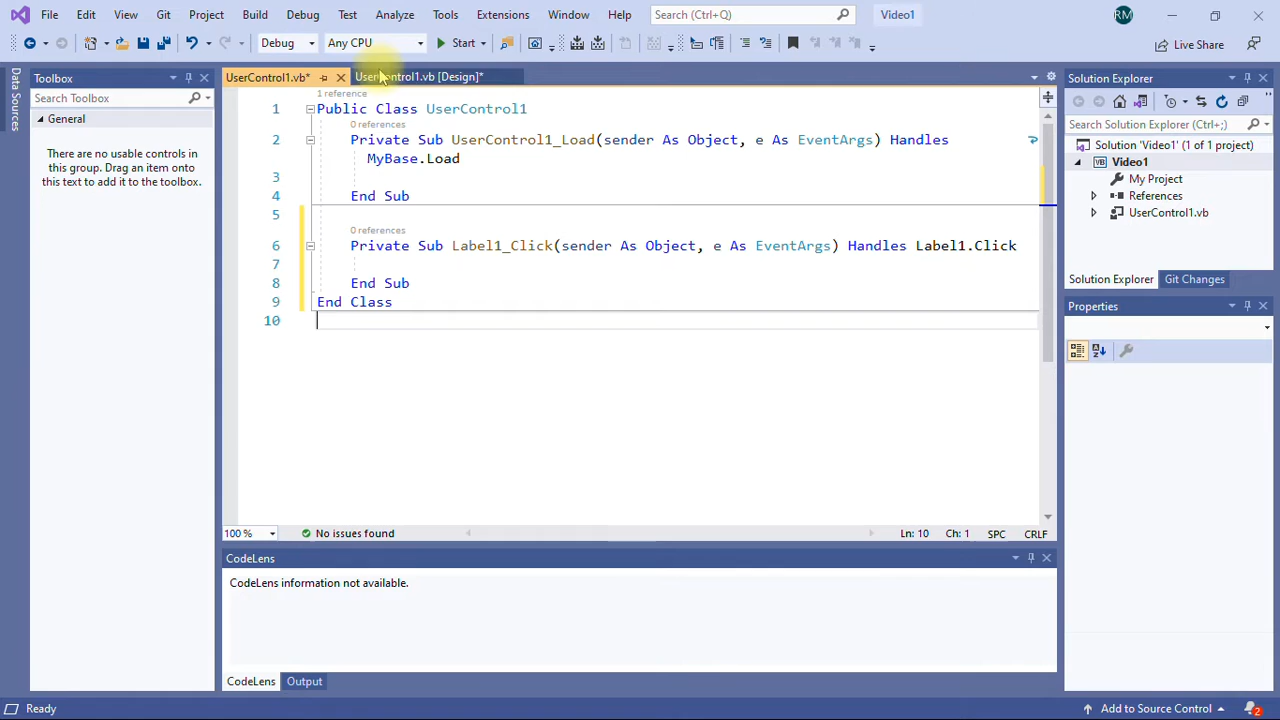 File Edit View Git Project Build Debug Test Analyze Tools Extensions Window Help Search (Ctrl+Q) Video1 RM
Debug Any CPU Start Live Share
Data Sources
Toolbox
Search Toolbox
General
There are no usable controls in
this group. Drag an item onto
this text to add it to the toolbox.
UserControl1.vb* UserControl1.vb [Design]*
1 reference
1 Public Class UserControl1
0 references
2 Private Sub UserControl1_Load(sender As Object, e As EventArgs) Handles
MyBase.Load
3
4 End Sub
5
0 references
6 Private Sub Label1_Click(sender As Object, e As EventArgs) Handles Label1.Click
7
8 End Sub
9 End Class
10
100 % No issues found Ln: 10 Ch: 1 SPC CRLF
CodeLens
CodeLens information not available.
CodeLens Output
Solution Explorer
Search Solution Explorer (Ctrl+;)
Solution 'Video1' (1 of 1 project)
VB Video1
My Project
References
UserControl1.vb
Solution Explorer Git Changes
Properties
Ready Add to Source Control 2